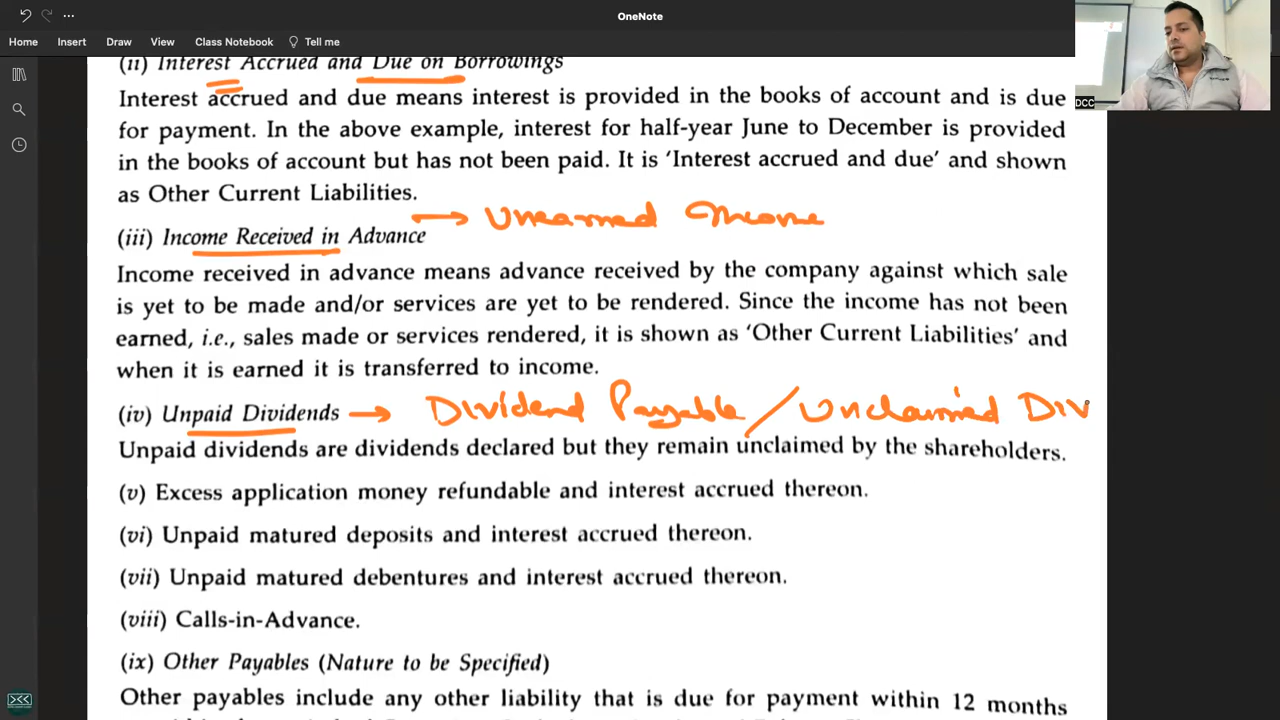 OneNote
Home Insert Draw View Class Notebook Tell me
DCC
(ii) Interest Accrued and Due on Borrowings
Interest accrued and due means interest is provided in the books of account and is due
for payment. In the above example, interest for half-year June to December is provided
in the books of account but has not been paid. It is ‘Interest accrued and due’ and shown
as Other Current Liabilities.
→ Unearned Income
(iii) Income Received in Advance
Income received in advance means advance received by the company against which sale
is yet to be made and/or services are yet to be rendered. Since the income has not been
earned, i.e., sales made or services rendered, it is shown as ‘Other Current Liabilities’ and
when it is earned it is transferred to income.
(iv) Unpaid Dividends → Dividend Payable / Unclaimed Div
Unpaid dividends are dividends declared but they remain unclaimed by the shareholders.
(v) Excess application money refundable and interest accrued thereon.
(vi) Unpaid matured deposits and interest accrued thereon.
(vii) Unpaid matured debentures and interest accrued thereon.
(viii) Calls-in-Advance.
(ix) Other Payables (Nature to be Specified)
Other payables include any other liability that is due for payment within 12 months